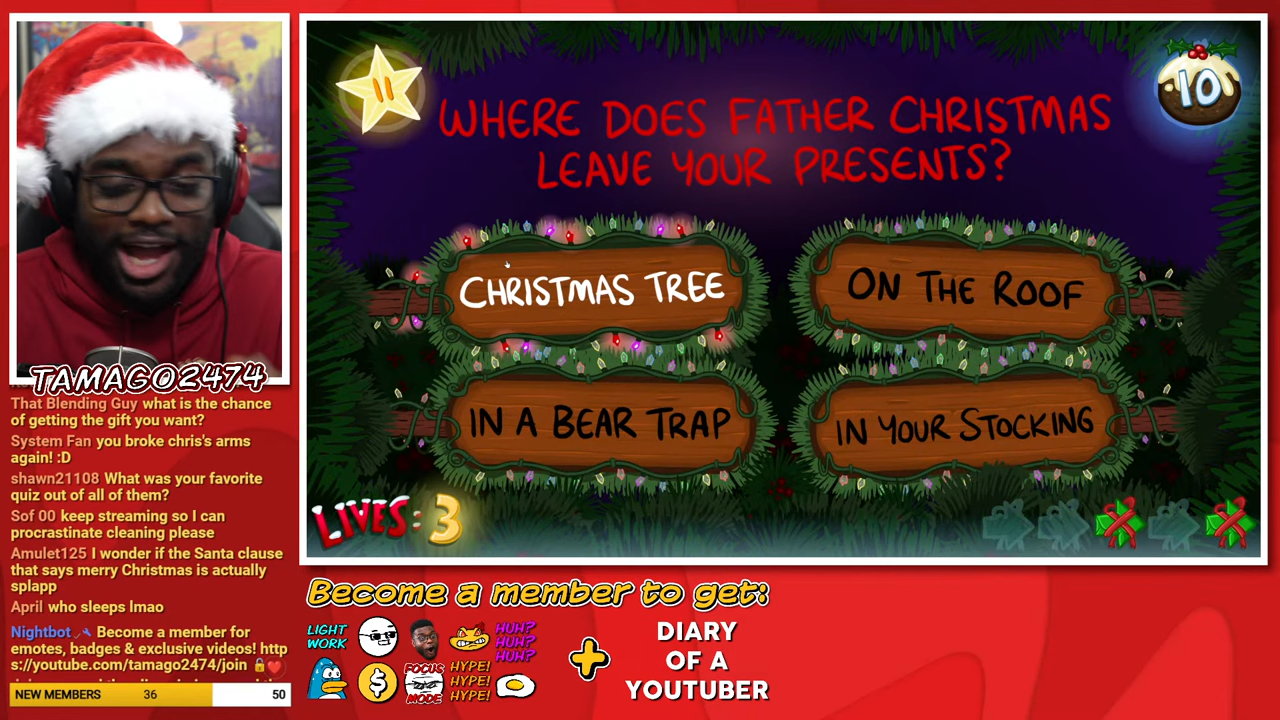 WHERE DOES FATHER CHRISTMAS
LEAVE YOUR PRESENTS?
10
CHRISTMAS TREE
ON THE ROOF
IN A BEAR TRAP
IN YOUR STOCKING
LIVES: 3
TAMAGO2474
That Blending Guy what is the chance
of getting the gift you want?
System Fan you broke chris's arms
again! :D
shawn21108 What was your favorite
quiz out of all of them?
Sof 00 keep streaming so I can
procrastinate cleaning please
Amulet125 I wonder if the Santa clause
that says merry Christmas is actually
splapp
April who sleeps lmao
Nightbot Become a member for
emotes, badges & exclusive videos! http
s://youtube.com/tamago2474/join
NEW MEMBERS 36 50
Become a member to get:
LIGHT
WORK
HUH?
HUH?
HUH?
$
FOCUS
MODE
HYPE!
HYPE!
HYPE!
+
DIARY
OF A
YOUTUBER